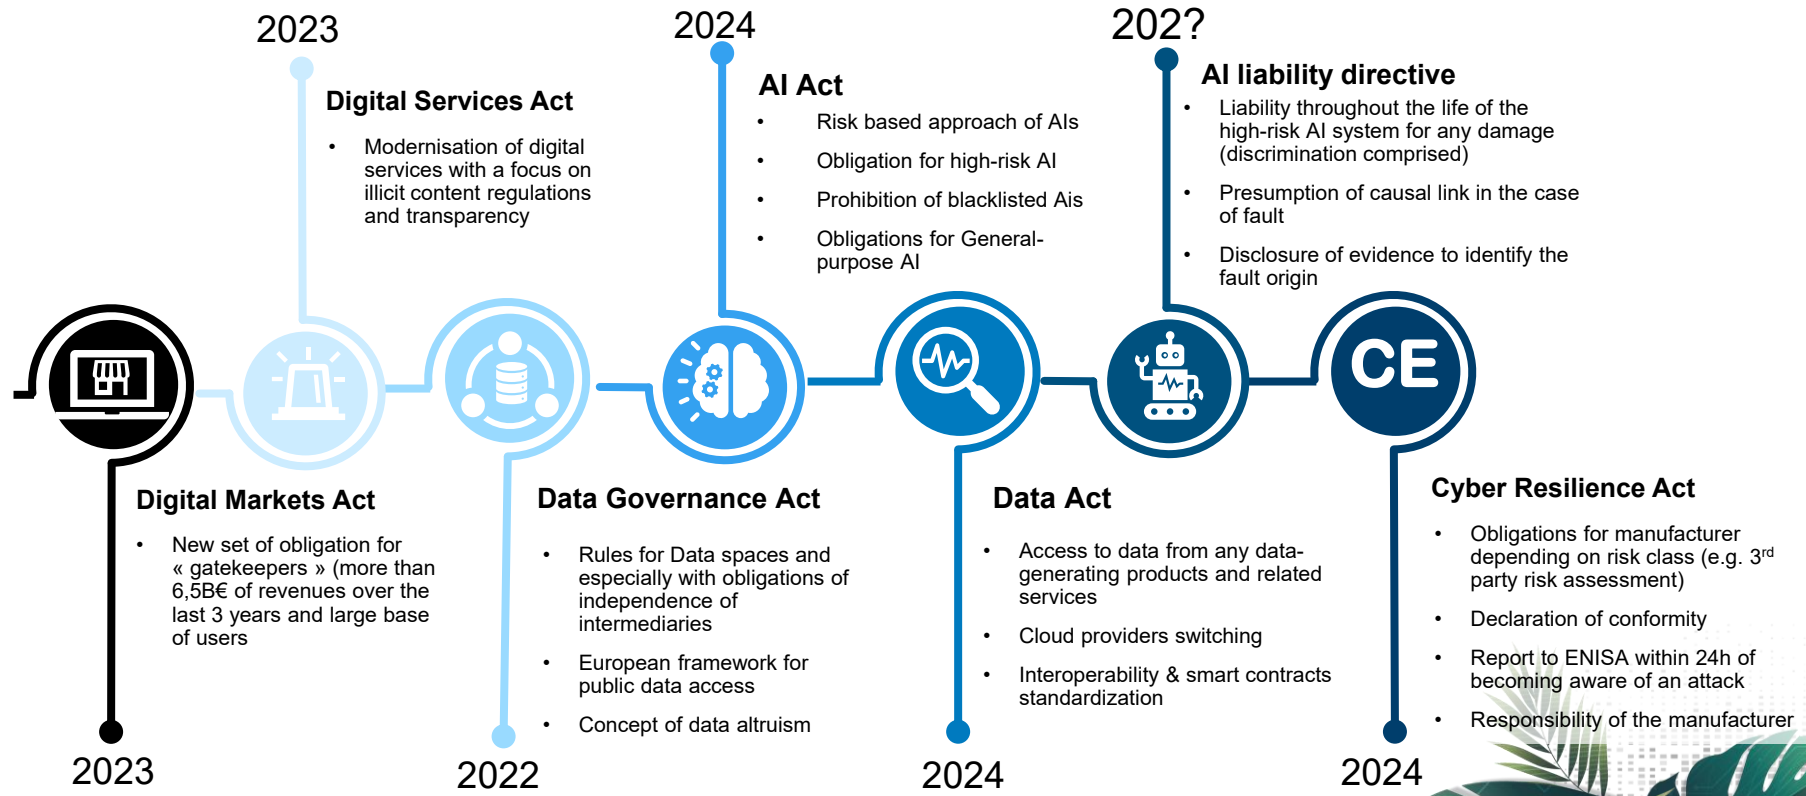 2023
Digital Services Act
• Modernisation of digital
services with a focus on
illicit content regulations
and transparency
2024
AI Act
• Risk based approach of AIs
• Obligation for high-risk AI
• Prohibition of blacklisted Ais
• Obligations for General-
purpose AI
202?
AI liability directive
• Liability throughout the life of the
high-risk AI system for any damage
(discrimination comprised)
• Presumption of causal link in the case
of fault
• Disclosure of evidence to identify the
fault origin
CE
Digital Markets Act
• New set of obligation for
« gatekeepers » (more than
6,5B€ of revenues over the
last 3 years and large base
of users
2023
Data Governance Act
• Rules for Data spaces and
especially with obligations of
independence of
intermediaries
• European framework for
public data access
• Concept of data altruism
2022
Data Act
• Access to data from any data-
generating products and related
services
• Cloud providers switching
• Interoperability & smart contracts
standardization
2024
Cyber Resilience Act
• Obligations for manufacturer
depending on risk class (e.g. 3rd
party risk assessment)
• Declaration of conformity
• Report to ENISA within 24h of
becoming aware of an attack
• Responsibility of the manufacturer
2024